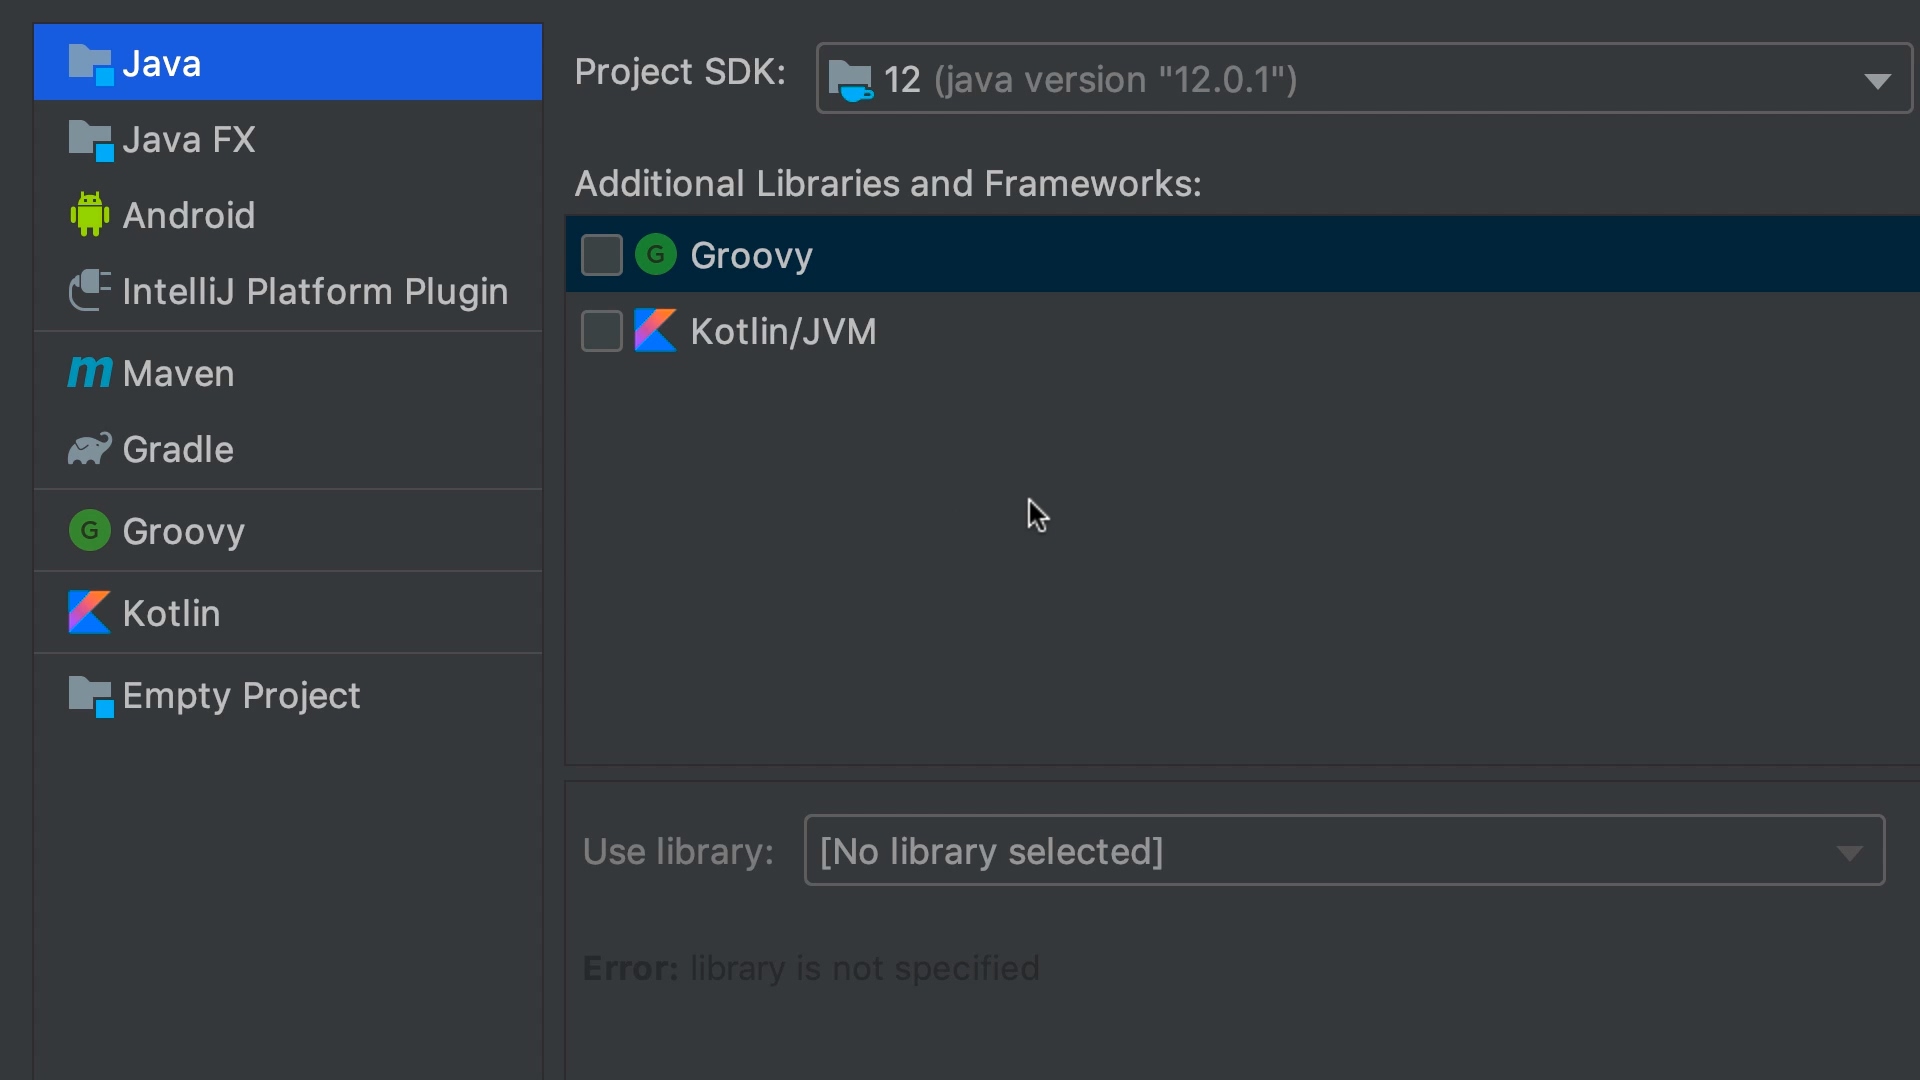 Java
Java FX
Android
IntelliJ Platform Plugin
Maven
Gradle
G Groovy
Kotlin
Empty Project
Project SDK: 12 (java version "12.0.1")
Additional Libraries and Frameworks:
G Groovy
Kotlin/JVM
Use library: [No library selected]
Error: library is not specified